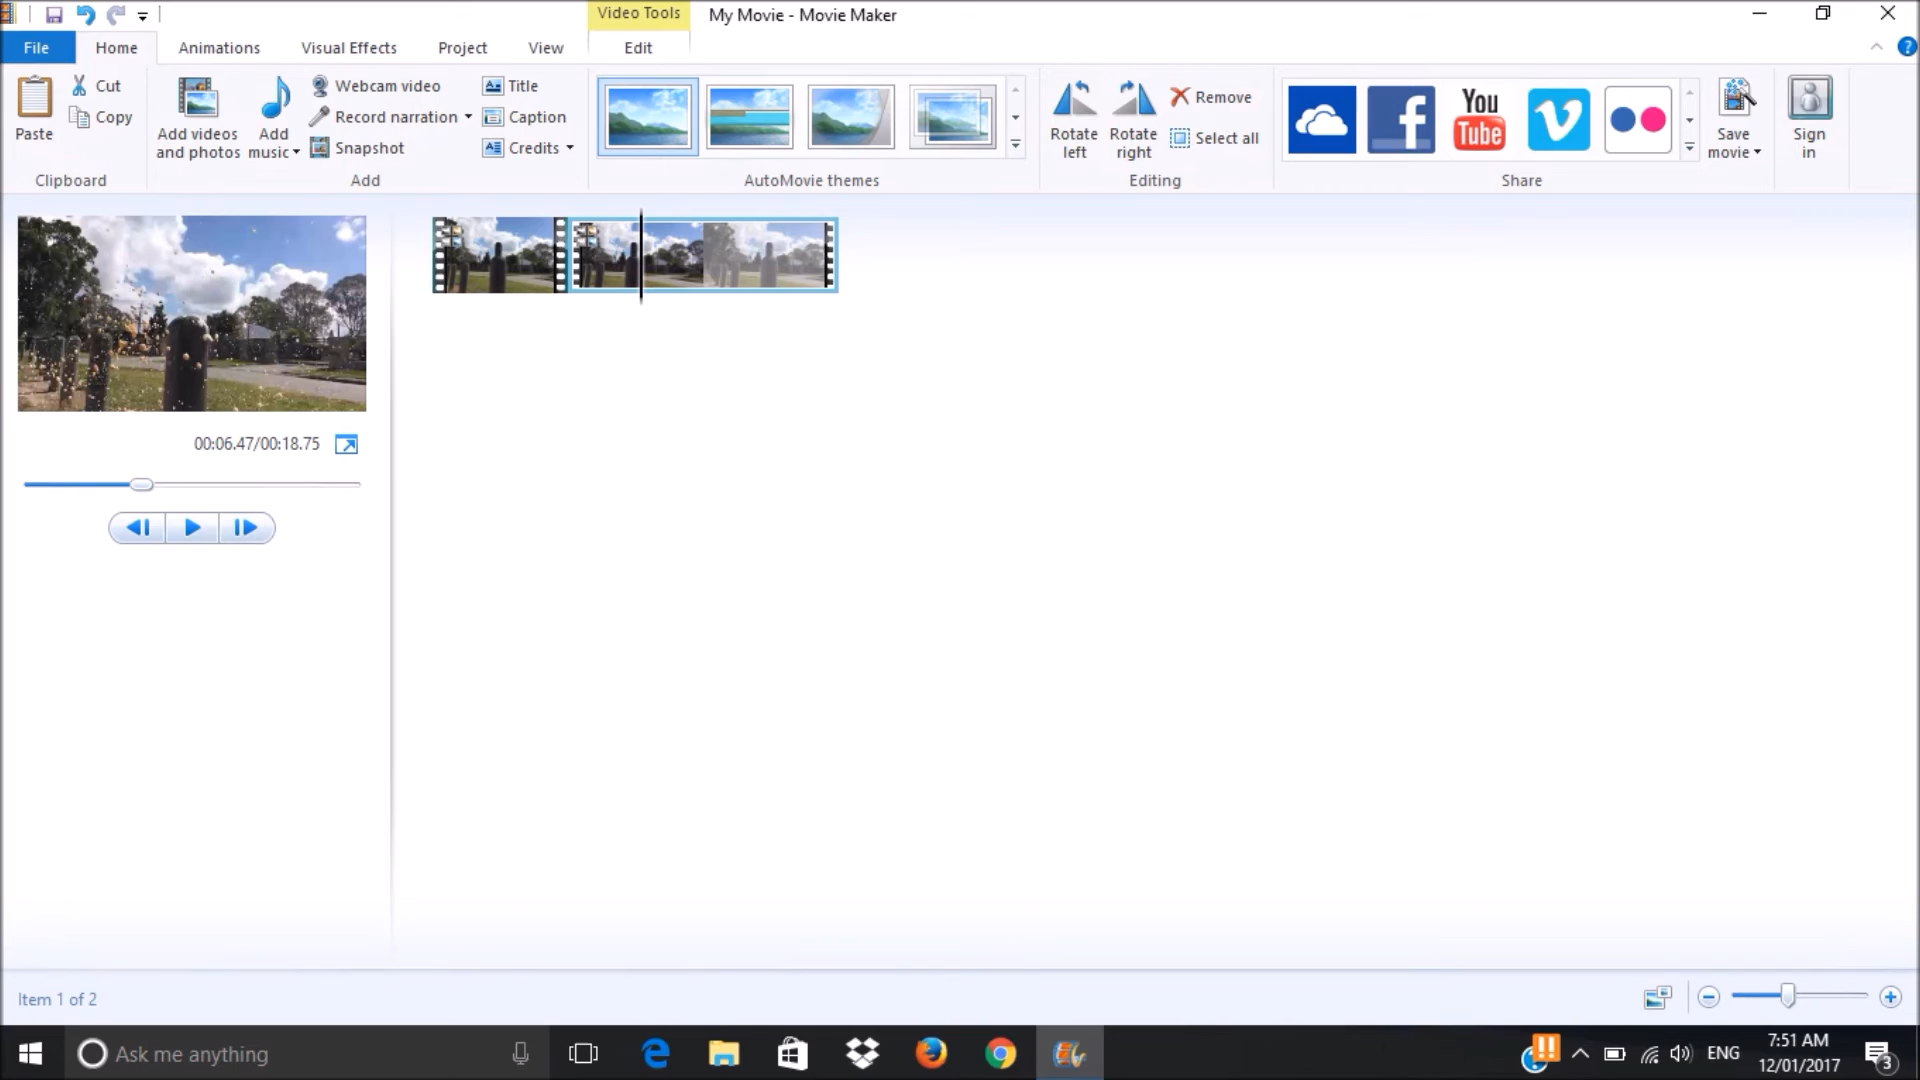 Video Tools
My Movie - Movie Maker
File
Home
Animations
Visual Effects
Project
View
Edit
Paste
Cut
Copy
Clipboard
Add videos
and photos
Add
music
Webcam video
Record narration
Snapshot
Title
Caption
Credits
Add
AutoMovie themes
Rotate
left
Rotate
right
Remove
Select all
Editing
You
Tube
Share
Save
movie
Sign
in
00:06.47/00:18.75
Item 1 of 2
Ask me anything
ENG
7:51 AM
12/01/2017
3